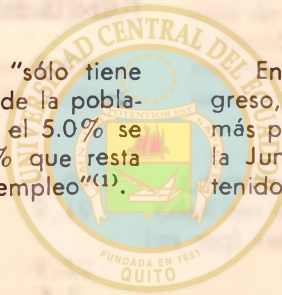 "sólo tiene
de la pobla-
el 5.0% se
% que resta
empleo"(1).
En
greso,
más p
la Jun
tenido
CENTRAL DEL
FUNDADA EN 1651
QUITO